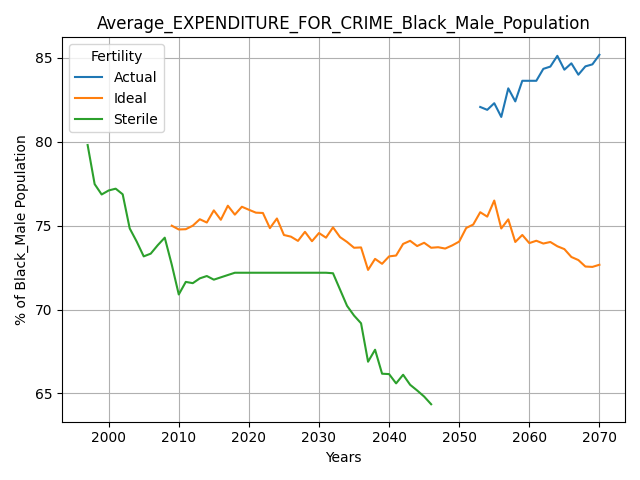 Average_EXPENDITURE_FOR_CRIME_Black_Male_Population
Fertility
Actual
Ideal
Sterile
% of Black_Male Population
85
80
75
70
65
2000 2010 2020 2030 2040 2050 2060 2070
Years